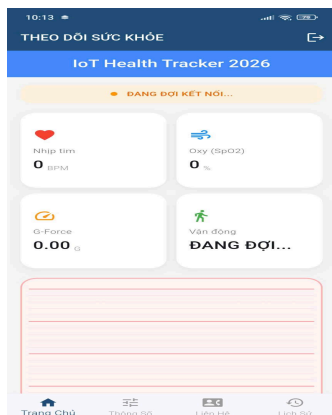 10:13
THEO DÕI SỨC KHỎE
IoT Health Tracker 2026
ĐANG ĐỢI KẾT NỐI...
Nhịp tim
0 BPM
Oxy (SpO2)
0 %
G-Force
0.00 G
Vận động
ĐANG ĐỢI...
Trang Chủ
Thông Số
Liên Hệ
Lịch Sử